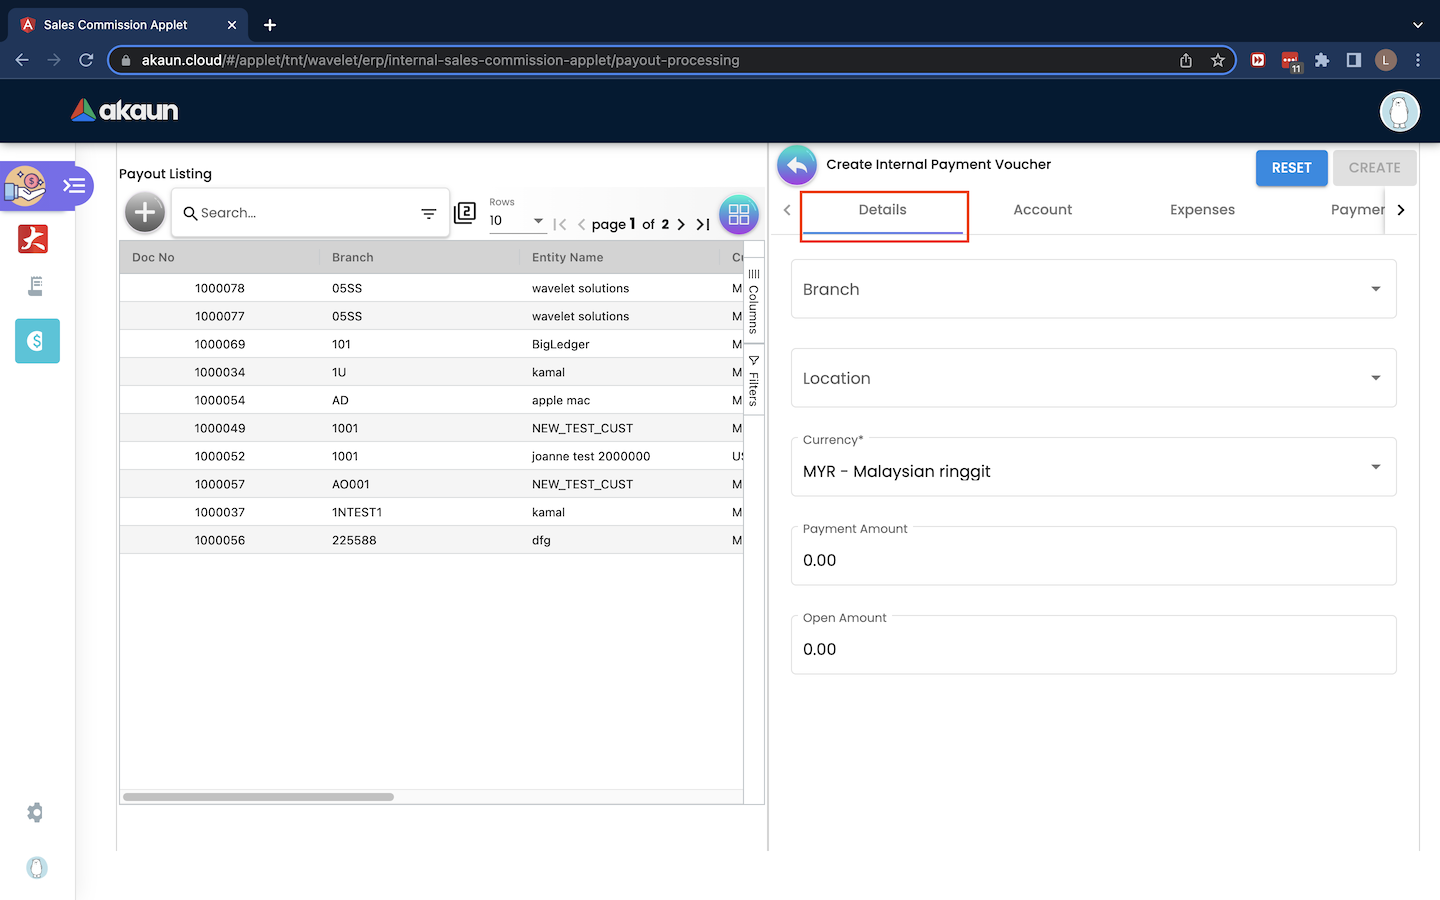 Sales Commission Applet
akaun.cloud/#/applet/tnt/wavelet/erp/internal-sales-commission-applet/payout-processing
11
L
akaun
Payout Listing
Search...
2
Rows
10
page 1 of 2
Doc No Branch Entity Name
1000078 05SS wavelet solutions M
1000077 05SS wavelet solutions M
1000069 101 BigLedger M
1000034 1U kamal M
1000054 AD apple mac M
1000049 1001 NEW_TEST_CUST M
1000052 1001 joanne test 2000000
1000057 AO001 NEW_TEST_CUST M
1000037 1NTEST1 kamal M
1000056 225588 dfg M
Columns
Filters
Create Internal Payment Voucher
RESET
CREATE
Details Account Expenses Paymer
Branch
Location
Currency*
MYR - Malaysian ringgit
Payment Amount
0.00
Open Amount
0.00